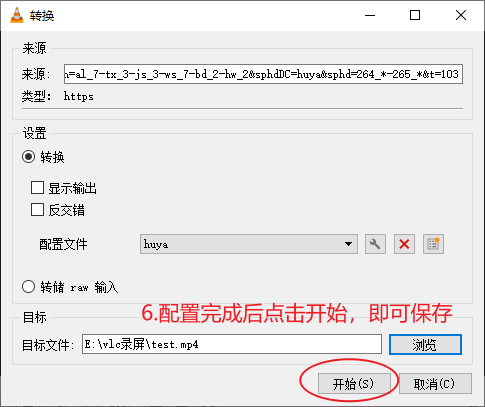 转换
来源
来源: n=al_7-tx_3-js_3-ws_7-bd_2-hw_2&sphdDC=huya&sphd=264_*-265_*&t=103
类型: https
设置
转换
显示输出
反交错
配置文件 huya
转储 raw 输入
目标
6.配置完成后点击开始，即可保存
目标文件: E:\vlc录屏\test.mp4 浏览
开始(S) 取消(C)